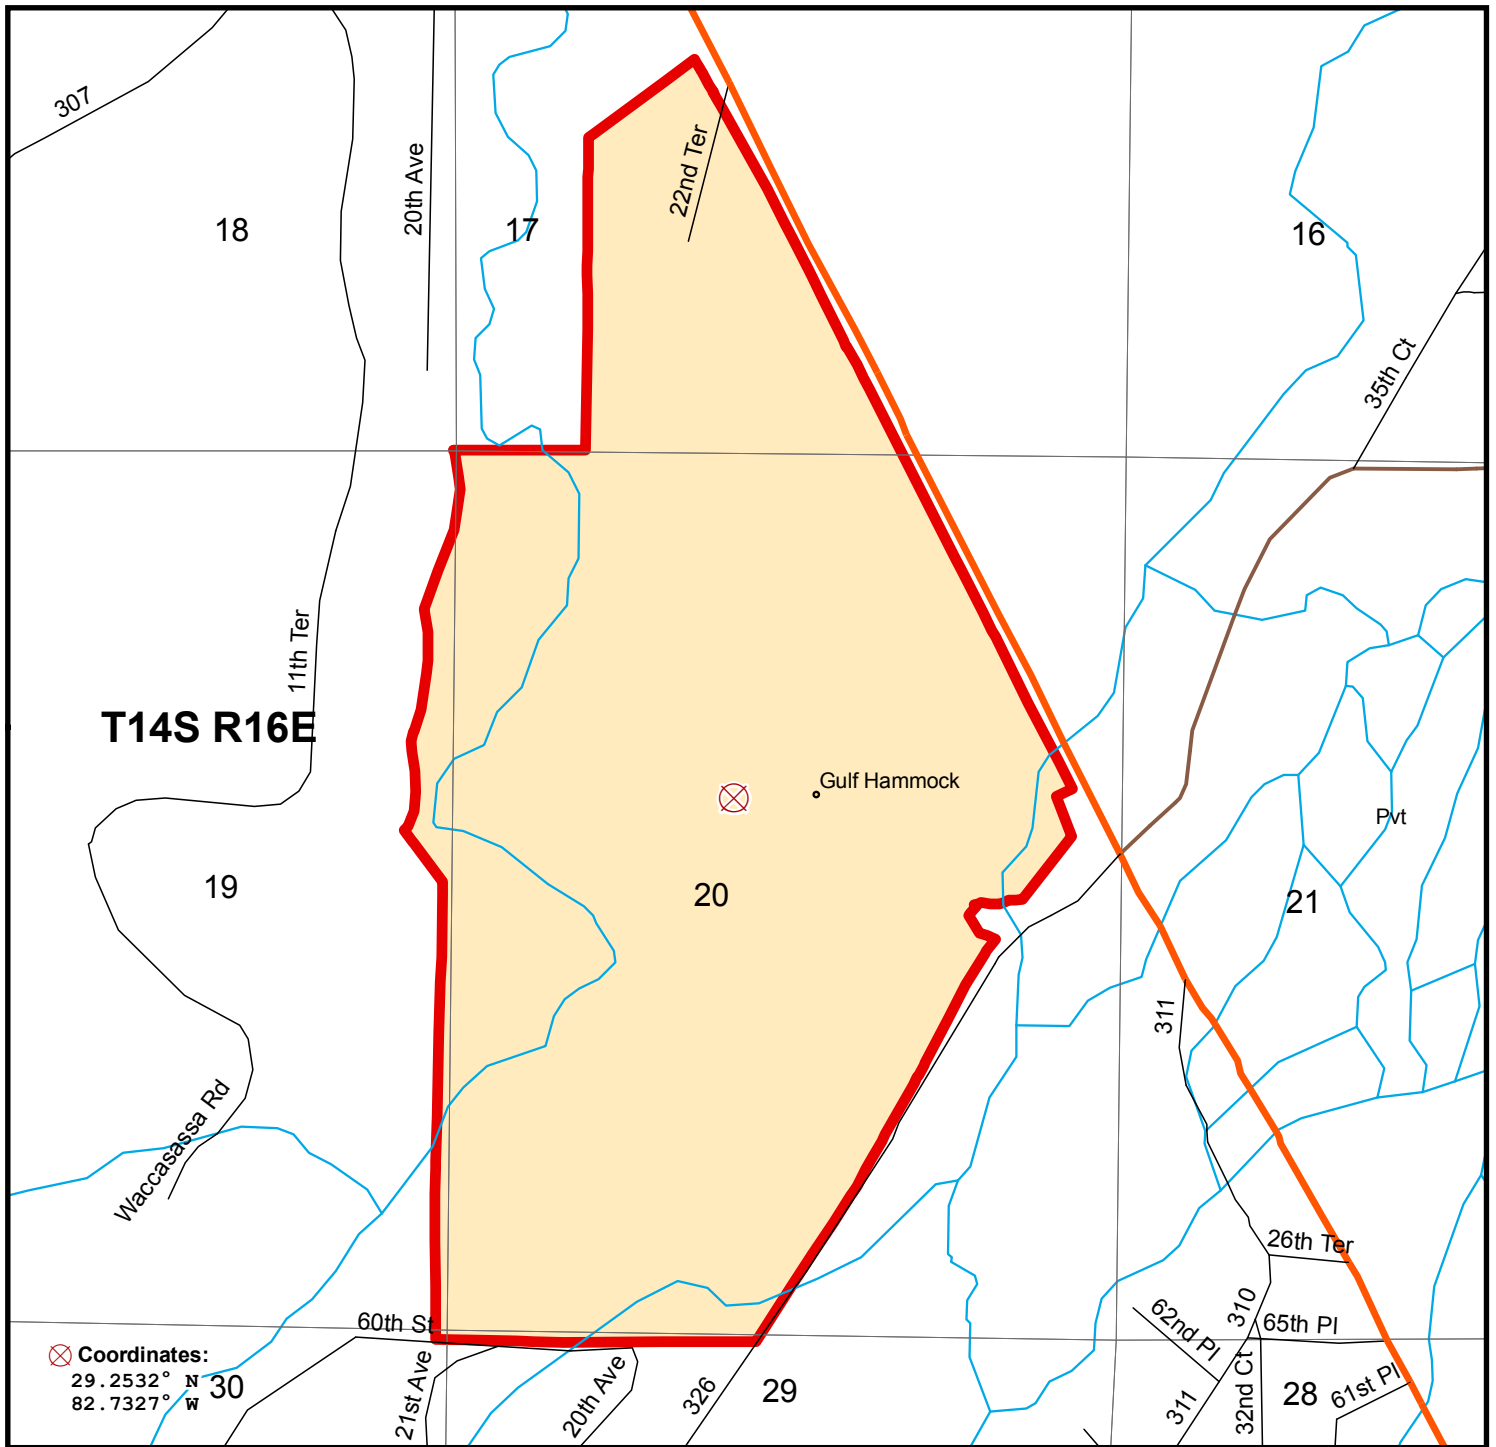 307
20th Ave
22nd Ter
18
17
16
35th Ct
11th Ter
T14S R16E
Gulf Hammock
Pvt
19
20
21
311
Waccasassa Rd
26th Ter
310
62nd Pl
65th Pl
60th St
Coordinates:
29.2532° N
82.7327° W
30
21st Ave
20th Ave
326
29
311
32nd Ct
28
61st Pl